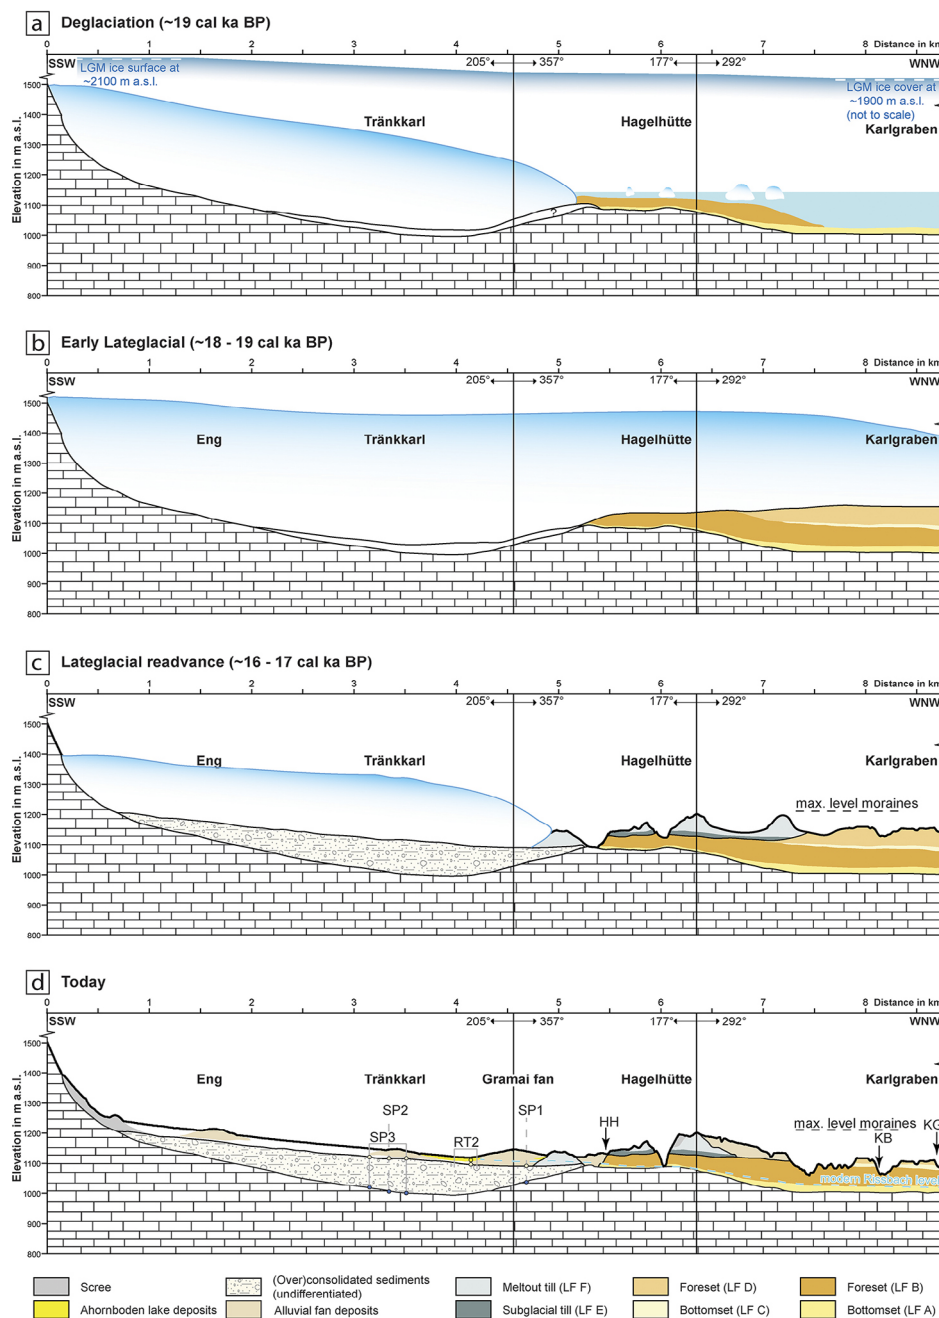 a Deglaciation (~19 cal ka BP)
0 1 2 3 4 5 6 7 8 Distance in km
SSW 205° 357° 177° 292° WNW
LGM ice surface at
~2100 m a.s.l.
LGM ice cover at
~1900 m a.s.l.
(not to scale)
Tränkkarl Hagelhütte Karlgraben
?
Elevation in m a.s.l.
1500
1400
1300
1200
1100
1000
900
800
b Early Lateglacial (~18 - 19 cal ka BP)
0 1 2 3 4 5 6 7 8 Distance in km
SSW 205° 357° 177° 292° WNW
Eng Tränkkarl Hagelhütte Karlgraben
Elevation in m a.s.l.
1500
1400
1300
1200
1100
1000
900
800
c Lateglacial readvance (~16 - 17 cal ka BP)
0 1 2 3 4 5 6 7 8 Distance in km
SSW 205° 357° 177° 292° WNW
Eng Tränkkarl Hagelhütte Karlgraben
max. level moraines
Elevation in m a.s.l.
1500
1400
1300
1200
1100
1000
900
800
d Today
0 1 2 3 4 5 6 7 8 Distance in km
SSW 205° 357° 177° 292° WNW
Eng Tränkkarl Gramai fan Hagelhütte Karlgraben
SP2 SP1
SP3 RT2 HH max. level moraines KG
KB
modern Rissbach level
Elevation in m a.s.l.
1500
1400
1300
1200
1100
1000
900
800
Scree
Ahornboden lake deposits
(Over)consolidated sediments
(undifferentiated)
Alluvial fan deposits
Meltout till (LF F)
Subglacial till (LF E)
Foreset (LF D)
Bottomset (LF C)
Foreset (LF B)
Bottomset (LF A)